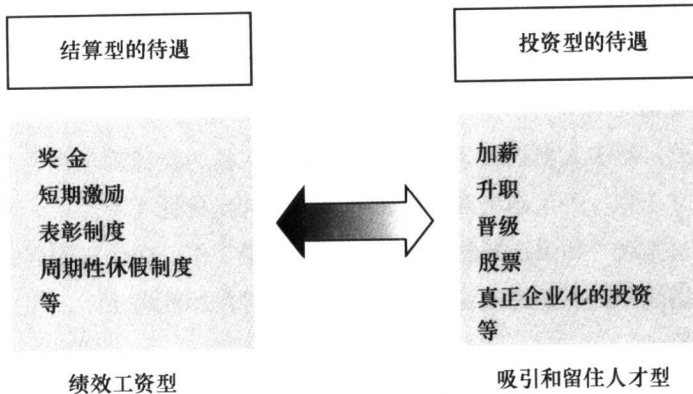 结算型的待遇
奖 金
短期激励
表彰制度
周期性休假制度
等
绩效工资型
投资型的待遇
加薪
升职
晋级
股票
真正企业化的投资
等
吸引和留住人才型